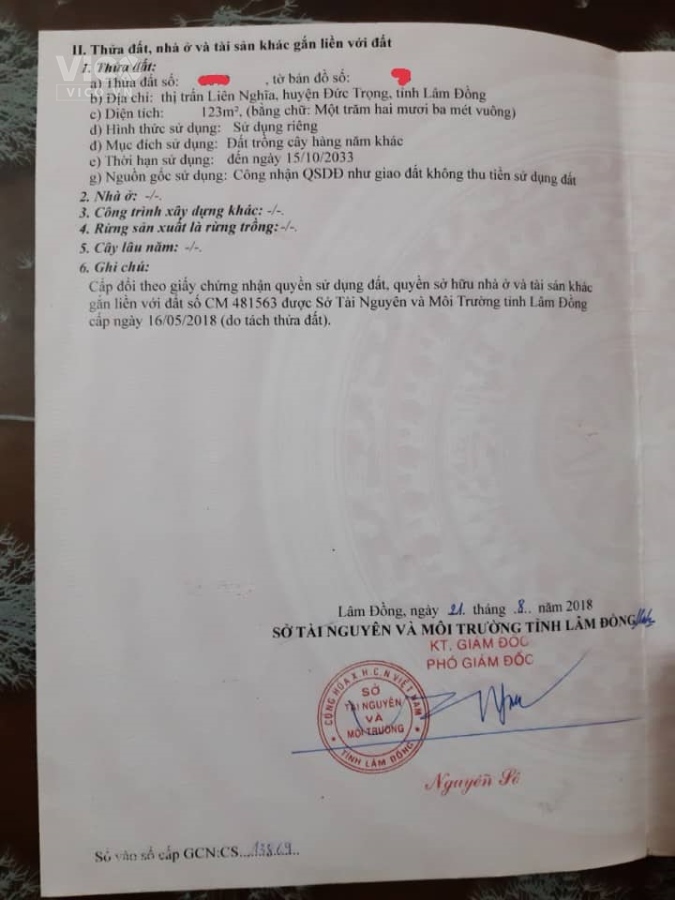 II. Thửa đất, nhà ở và tài sản khác gắn liền với đất
1. Thửa đất:
a) Thửa đất số: , tờ bản đồ số:
b) Địa chỉ: thị trấn Liên Nghĩa, huyện Đức Trọng, tỉnh Lâm Đồng
c) Diện tích: 123m², (bằng chữ: Một trăm hai mươi ba mét vuông)
d) Hình thức sử dụng: Sử dụng riêng
đ) Mục đích sử dụng: Đất trồng cây hàng năm khác
e) Thời hạn sử dụng: đến ngày 15/10/2033
g) Nguồn gốc sử dụng: Công nhận QSDĐ như giao đất không thu tiền sử dụng đất
2. Nhà ở: -/-.
3. Công trình xây dựng khác: -/-.
4. Rừng sản xuất là rừng trồng: -/-.
5. Cây lâu năm: -/-.
6. Ghi chú:
Cấp đổi theo giấy chứng nhận quyền sử dụng đất, quyền sở hữu nhà ở và tài sản khác
gắn liền với đất số CM 481563 được Sở Tài Nguyên và Môi Trường tỉnh Lâm Đồng
cấp ngày 16/05/2018 (do tách thửa đất).
Lâm Đồng, ngày 21 tháng 8 năm 2018
SỞ TÀI NGUYÊN VÀ MÔI TRƯỜNG TỈNH LÂM ĐỒNG
KT. GIÁM ĐỐC
PHÓ GIÁM ĐỐC
CỘNG HÒA X.H.C.N VIỆT NAM
SỞ
TÀI NGUYÊN
VÀ
MÔI TRƯỜNG
TỈNH LÂM ĐỒNG
Nguyễn
Số vào sổ cấp GCN:CS